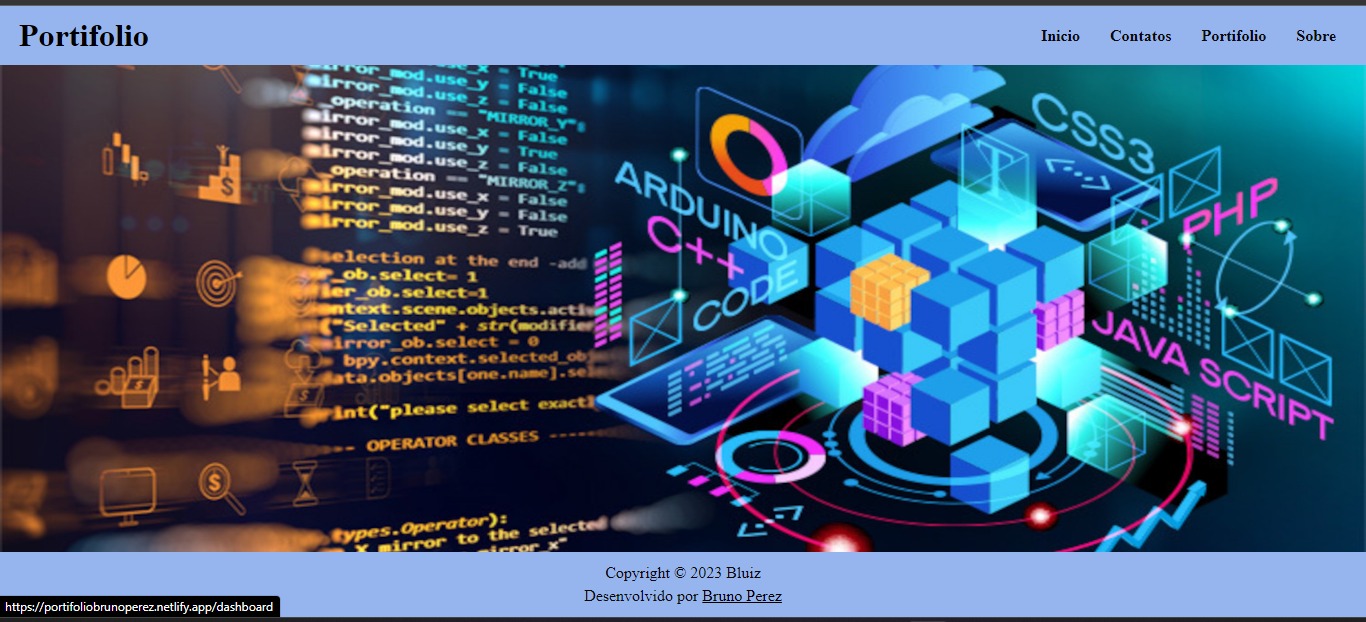 Portifolio
Inicio Contatos Portifolio Sobre
mirror_mod.use_x = False
mirror_mod.use_y = True
mirror_mod.use_z = False
_operation == "MIRROR_Y":
mirror_mod.use_x = False
mirror_mod.use_y = True
mirror_mod.use_z = False
_operation == "MIRROR_Z":
mirror_mod.use_x = False
mirror_mod.use_y = False
mirror_mod.use_z = True
selection at the end -add
_ob.select= 1
er_ob.select=1
ntext.scene.objects.activ
("Selected" + str(modifier
irror_ob.select = 0
bpy.context.selected_ob
ata.objects[one.name].sel
int("please select exactl
OPERATOR CLASSES ----
types.Operator):
X mirror to the selected
ARDUINO
C++
CODE
CSS3
T
PHP
JAVA SCRIPT
Copyright © 2023 Bluiz
Desenvolvido por Bruno Perez
https://portifoliobrunoperez.netlify.app/dashboard